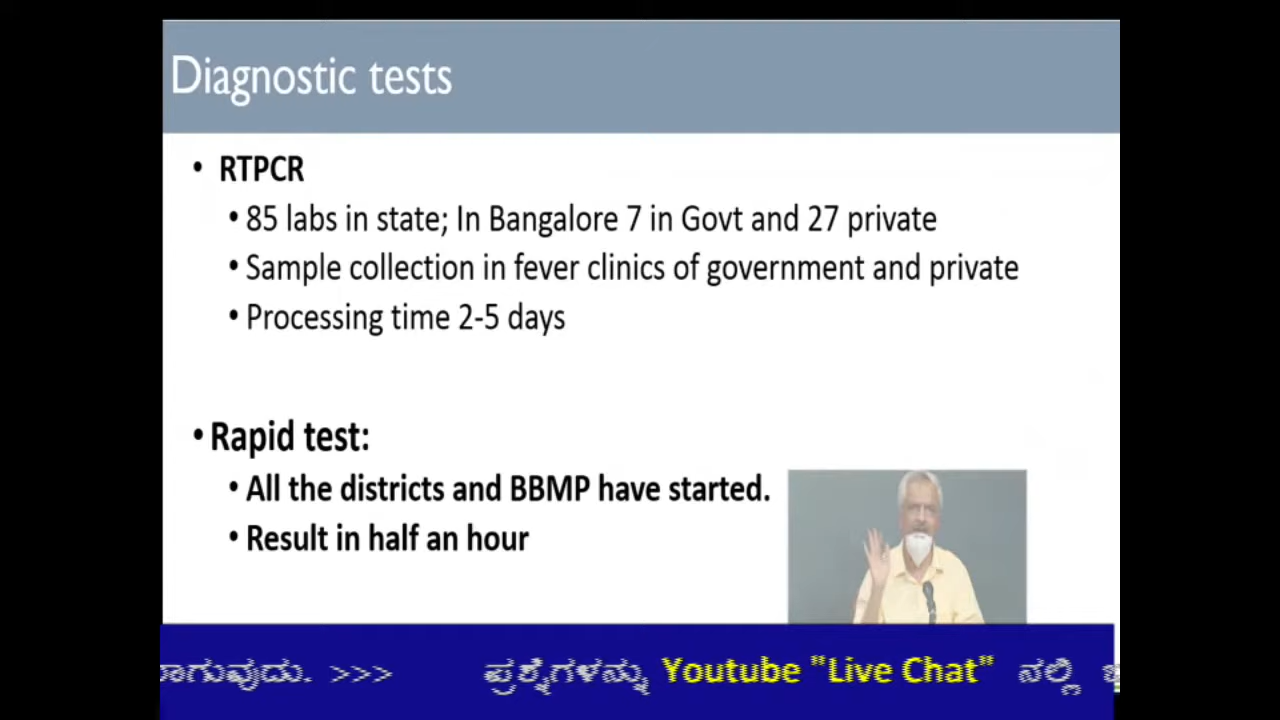 Diagnostic tests
• RTPCR
• 85 labs in state; In Bangalore 7 in Govt and 27 private
• Sample collection in fever clinics of government and private
• Processing time 2-5 days
• Rapid test:
• All the districts and BBMP have started.
• Result in half an hour
>>> ಪ್ರಶ್ನೆಗಳನ್ನು Youtube "Live Chat" ನಲ್ಲಿ